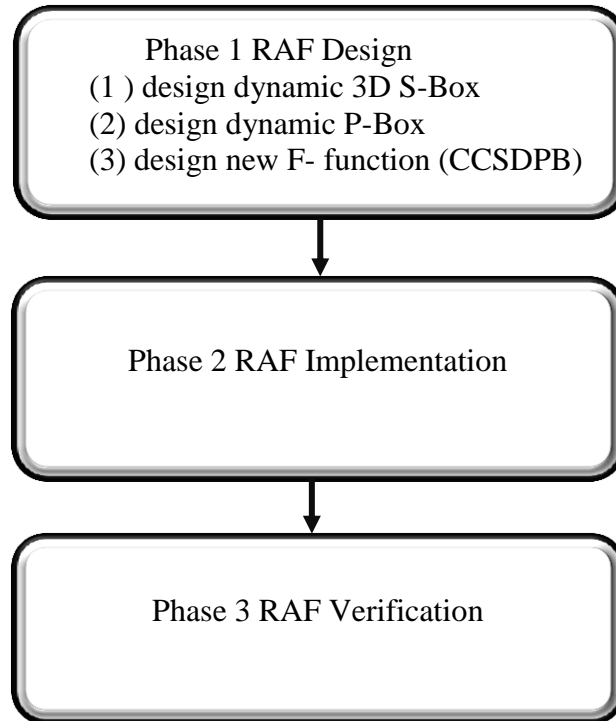 Phase 1 RAF Design
(1 ) design dynamic 3D S-Box
(2) design dynamic P-Box
(3) design new F- function (CCSDPB)
Phase 2 RAF Implementation
Phase 3 RAF Verification